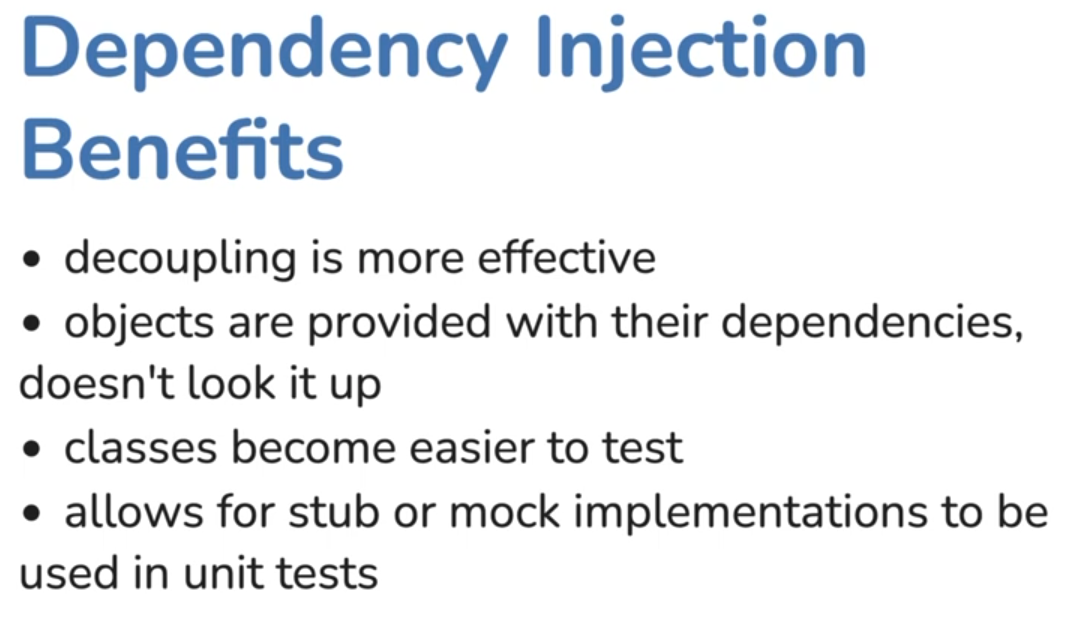 Dependency Injection
Benefits
• decoupling is more effective
• objects are provided with their dependencies,
doesn't look it up
• classes become easier to test
• allows for stub or mock implementations to be
used in unit tests